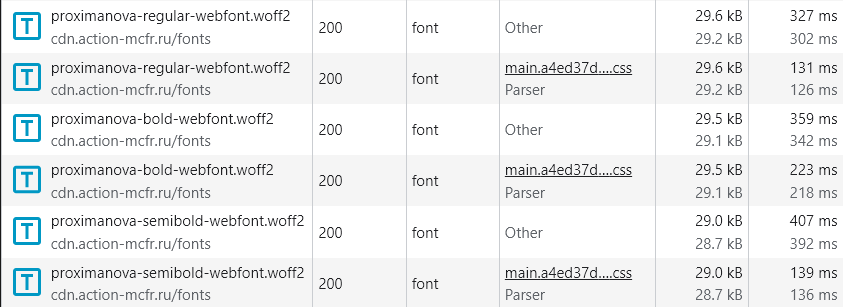 T proximanova-regular-webfont.woff2 200 font Other 29.6 kB 327 ms
cdn.action-mcfr.ru/fonts 29.2 kB 302 ms
T proximanova-regular-webfont.woff2 200 font main.a4ed37d....css 29.6 kB 131 ms
cdn.action-mcfr.ru/fonts Parser 29.2 kB 126 ms
T proximanova-bold-webfont.woff2 200 font Other 29.5 kB 359 ms
cdn.action-mcfr.ru/fonts 29.1 kB 342 ms
T proximanova-bold-webfont.woff2 200 font main.a4ed37d....css 29.5 kB 223 ms
cdn.action-mcfr.ru/fonts Parser 29.1 kB 218 ms
T proximanova-semibold-webfont.woff2 200 font Other 29.0 kB 407 ms
cdn.action-mcfr.ru/fonts 28.7 kB 392 ms
T proximanova-semibold-webfont.woff2 200 font main.a4ed37d....css 29.0 kB 139 ms
cdn.action-mcfr.ru/fonts Parser 28.7 kB 136 ms